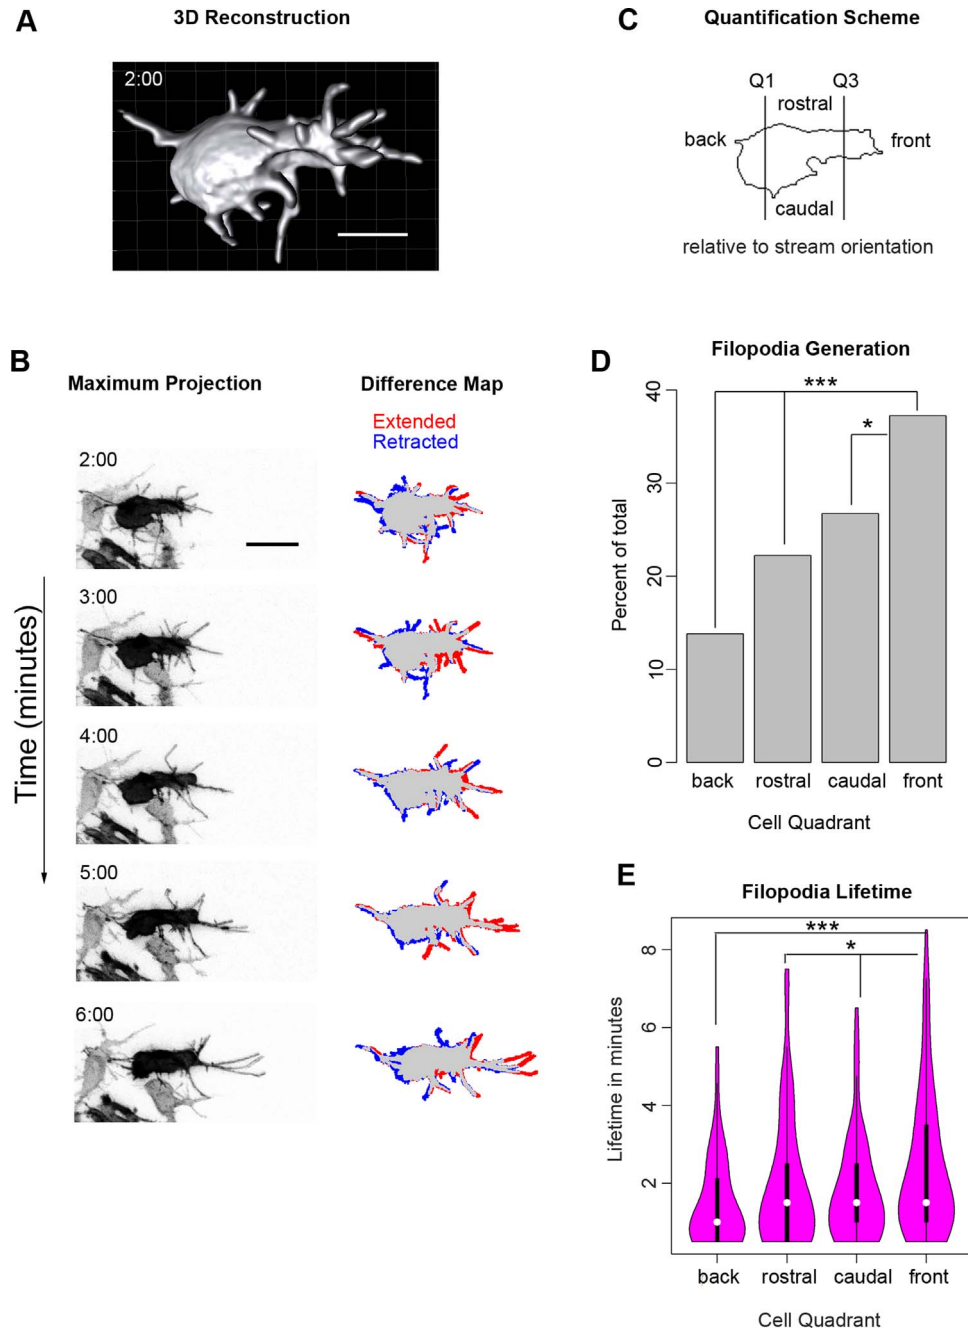 A
3D Reconstruction
2:00
C
Quantification Scheme
Q1
Q3
rostral
back
front
caudal
relative to stream orientation
B
Maximum Projection
Difference Map
Extended
Retracted
2:00
3:00
4:00
5:00
6:00
Time (minutes)
D
Filopodia Generation
***
*
40
30
20
10
0
Percent of total
back rostral caudal front
Cell Quadrant
E
Filopodia Lifetime
***
*
8
6
4
2
Lifetime in minutes
back rostral caudal front
Cell Quadrant